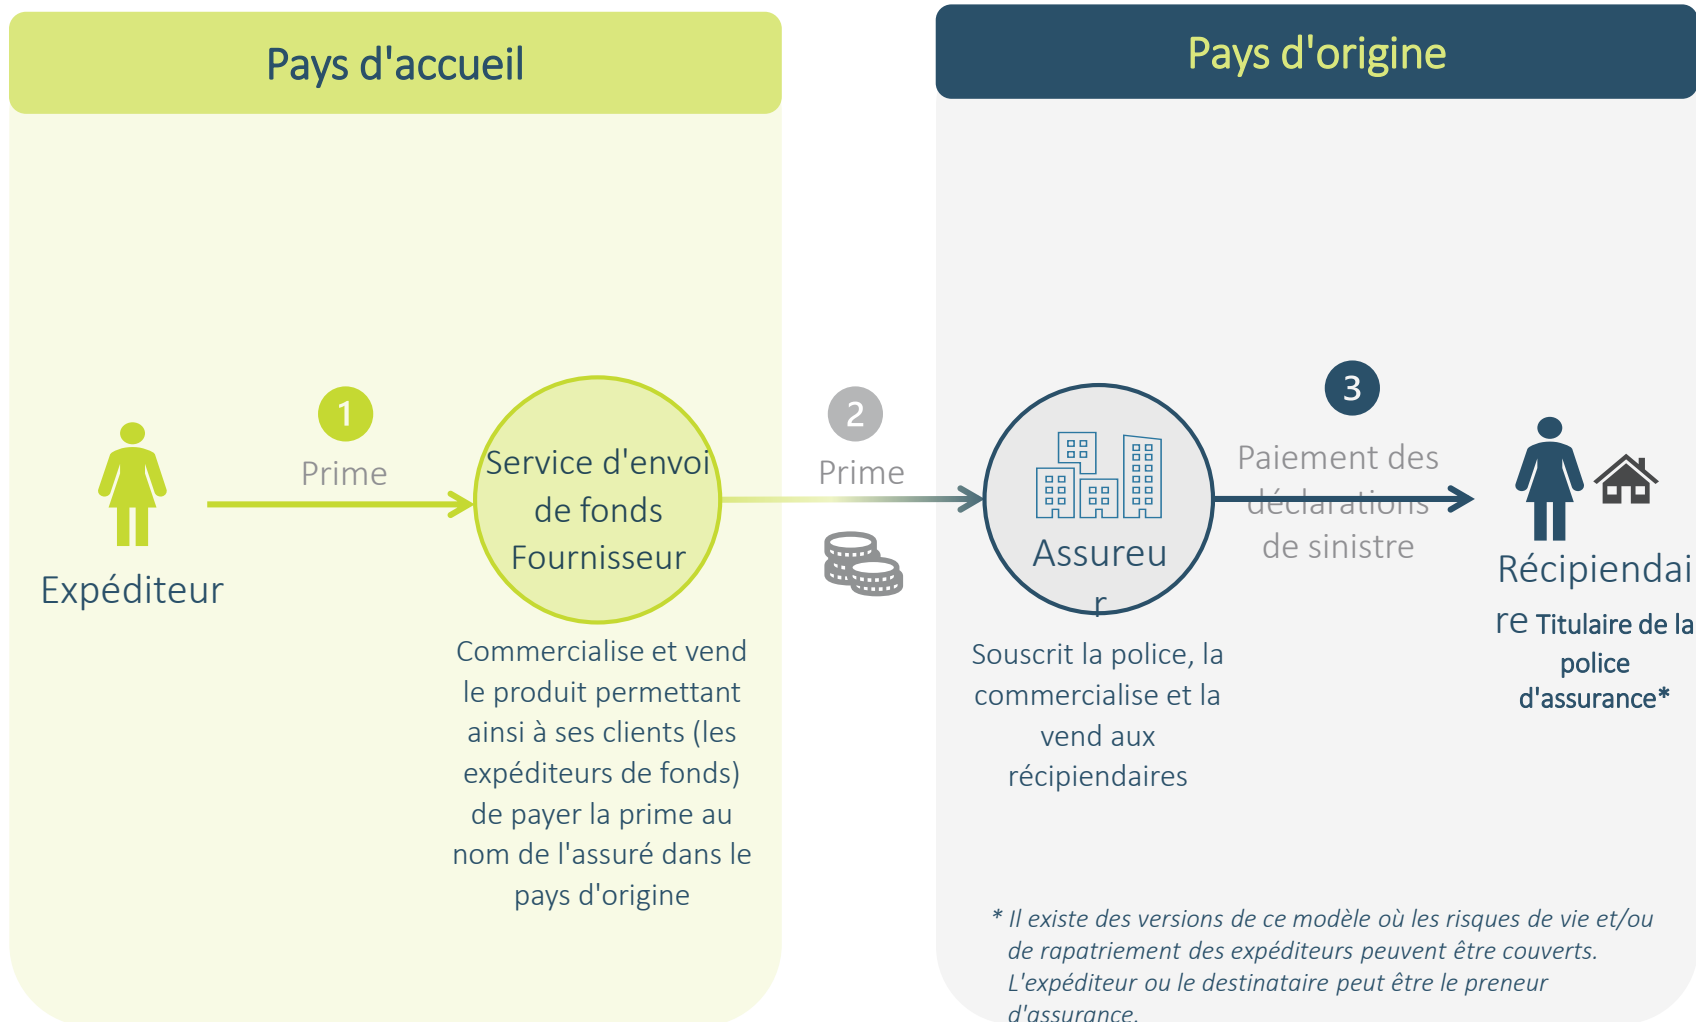 Pays d'accueil
Pays d'origine
1
Prime
Expéditeur
Service d'envoi
de fonds
Fournisseur
Commercialise et vend
le produit permettant
ainsi à ses clients (les
expéditeurs de fonds)
de payer la prime au
nom de l'assuré dans le
pays d'origine
2
Prime
Assureu
r
Souscrit la police, la
commercialise et la
vend aux
récipiendaires
3
Paiement des
déclarations
de sinistre
Récipiendai
re Titulaire de la
police
d'assurance*
* Il existe des versions de ce modèle où les risques de vie et/ou
de rapatriement des expéditeurs peuvent être couverts.
L'expéditeur ou le destinataire peut être le preneur
d'assurance.